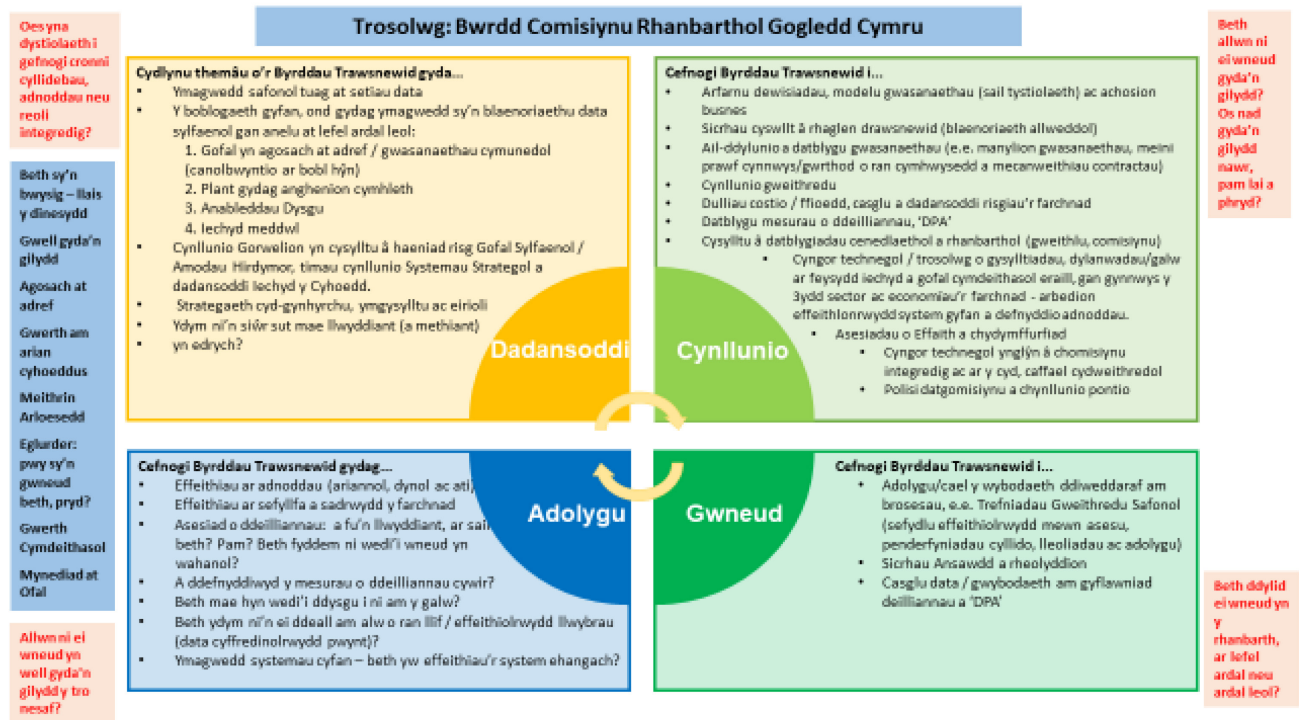 Trosolwg: Bwrdd Comisiynu Rhanbarthol Gogledd Cymru
Oes yna
dystiolaeth i
gefnogi cronni
cyllidebau,
adnoddau neu
reoli
integredig?
Beth sy'n
bwysig – llais
y dinesydd
Gwell gyda'n
gilydd
Agosach at
adref
Gwerth am
arian
cyhoeddus
Meithrin
Arloesedd
Eglurder:
pwy sy'n
gwneud
beth, pryd?
Gwerth
Cymdeithasol
Mynediad at
Ofal
Allwn ni ei
wneud yn
well gyda'n
gilydd y tro
nesaf?
Cydlynu themâu o'r Byrddau Trawsnewid gyda...
• Ymagwedd safonol tuag at setiau data
• Y boblogaeth gyfan, ond gydag ymagwedd sy'n blaenoriaethu data
sylfaenol gan anelu at lefel ardal leol:
1. Gofal yn agosach at adref / gwasanaethau cymunedol
(canolbwyntio ar bobl hŷn)
2. Plant gydag anghenion cymhleth
3. Anableddau Dysgu
4. Iechyd meddwl
• Cynllunio Gorwelion yn cysylltu â haeniad risg Gofal Sylfaenol /
Amodau Hirdymor, timau cynllunio Systemau Strategol a
dadansoddi Iechyd y Cyhoedd.
• Strategaeth cyd-gynhyrchu, ymgysylltu ac eirioli
• Ydym ni'n siŵr sut mae llwyddiant (a methiant)
• yn edrych?
Dadansoddi
Cefnogi Byrddau Trawsnewid i...
• Arfarnu dewisiadau, modelu gwasanaethau (sail tystiolaeth) ac achosion
busnes
• Sicrhau cyswllt â rhaglen drawsnewid (blaenoriaeth allweddol)
• Ail-ddylunio a datblygu gwasanaethau (e.e. manylion gwasanaethau, meini
prawf cynnwys/gwrthod o ran cymhwysedd a mecanweithiau contractau)
• Cynllunio gweithredu
• Dulliau costio / ffioedd, casglu a dadansoddi risgiau'r farchnad
• Datblygu mesurau o ddeilliannau, 'DPA'
• Cysylltu â datblygiadau cenedlaethol a rhanbarthol (gweithlu, comisiynu)
• Cyngor technegol / trosolwg o gysylltiadau, dylanwadau/galw
ar feysydd iechyd a gofal cymdeithasol eraill, gan gynnwys y
3ydd sector ac economïau'r farchnad - arbedion
effeithlonrwydd system gyfan a defnyddio adnoddau.
• Asesiadau o Effaith a chydymffurfiad
• Cyngor technegol ynglŷn â chomisiynu
integredig ac ar y cyd, caffael cydweithredol
• Polisi datgomisiynu a chynllunio pontio
Cynllunio
Beth
allwn ni
ei wneud
gyda'n
gilydd?
Os nad
gyda'n
gilydd
nawr,
pam lai a
phryd?
Cefnogi Byrddau Trawsnewid gydag...
• Effeithiau ar adnoddau (ariannol, dynol ac ati)
• Effeithiau ar sefyllfa a sadrwydd y farchnad
• Asesiad o ddeilliannau: a fu'n llwyddiant, ar sail
beth? Pam? Beth fyddem ni wedi'i wneud yn
wahanol?
• A ddefnyddiwyd y mesurau o ddeilliannau cywir?
• Beth mae hyn wedi'i ddysgu i ni am y galw?
• Beth ydym ni'n ei ddeall am alw o ran llif / effeithiolrwydd llwybrau
(data cyffredinolrwydd pwynt)?
• Ymagwedd systemau cyfan – beth yw effeithiau'r system ehangach?
Adolygu
Gwneud
Cefnogi Byrddau Trawsnewid i...
• Adolygu/cael y wybodaeth ddiweddaraf am
brosesau, e.e. Trefniadau Gweithredu Safonol
(sefydlu effeithiolrwydd mewn asesu,
penderfyniadau cyllido, lleoliadau ac adolygu)
• Sicrhau Ansawdd a rheolyddion
• Casglu data / gwybodaeth am gyflawniad
deilliannau a 'DPA'
Beth ddylid
ei wneud yn
y
rhanbarth,
ar lefel
ardal neu
ardal leol?